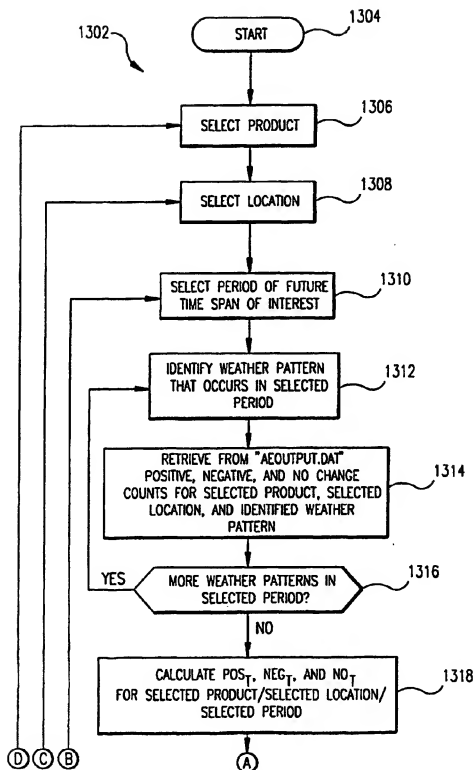 1302
START
1304
SELECT PRODUCT
1306
SELECT LOCATION
1308
SELECT PERIOD OF FUTURE
TIME SPAN OF INTEREST
1310
IDENTIFY WEATHER PATTERN
THAT OCCURS IN SELECTED
PERIOD
1312
RETRIEVE FROM "AEOUTPUT.DAT"
POSITIVE, NEGATIVE, AND NO CHANGE
COUNTS FOR SELECTED PRODUCT, SELECTED
LOCATION, AND IDENTIFIED WEATHER
PATTERN
1314
YES
MORE WEATHER PATTERNS IN
SELECTED PERIOD?
1316
NO
CALCULATE POST, NEGT, AND NOT
FOR SELECTED PRODUCT/SELECTED LOCATION/
SELECTED PERIOD
1318
D C B A